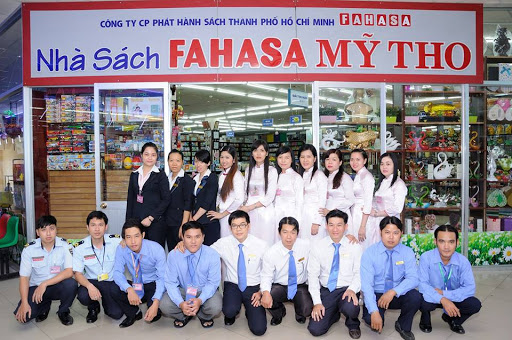 CÔNG TY CP PHÁT HÀNH SÁCH THÀNH PHỐ HỒ CHÍ MINH FAHASA
Nhà Sách FAHASA MỸ THO